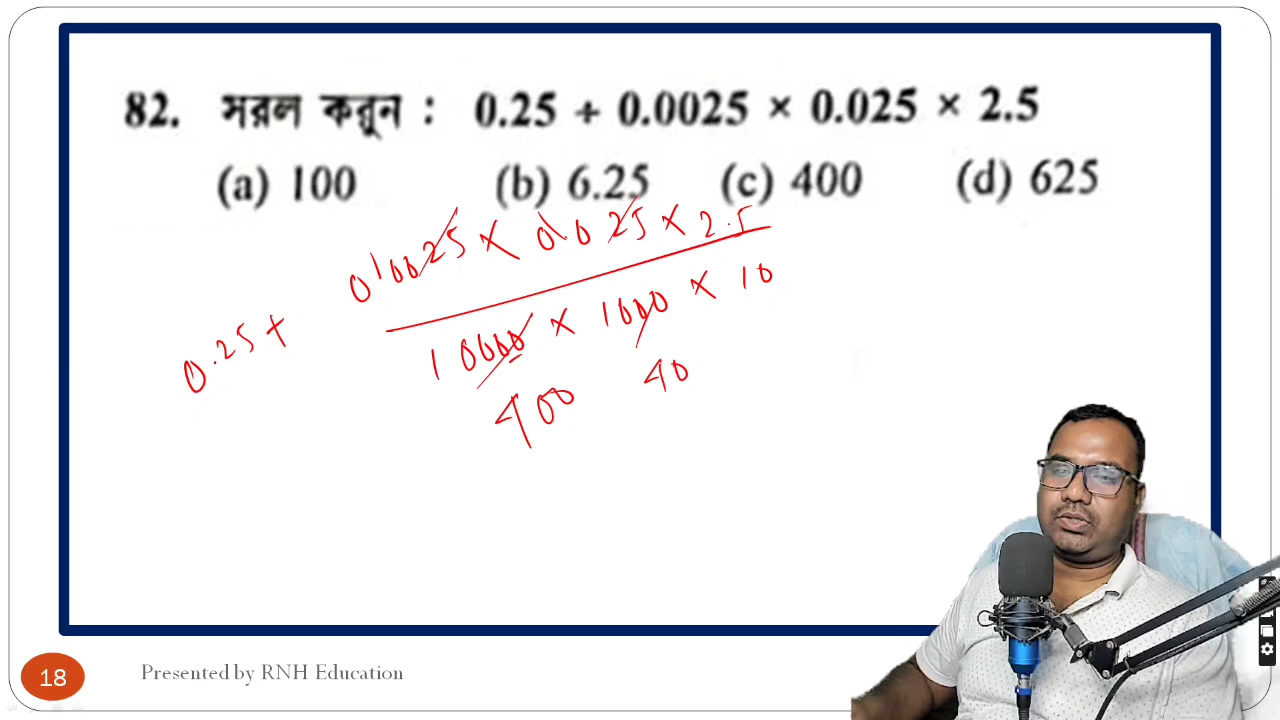 82. সরল করুন : 0.25 ÷ 0.0025 × 0.025 × 2.5
(a) 100 (b) 6.25 (c) 400 (d) 625
0.25 + 0.0025 × 0.025 × 2.5
10000 × 1000 × 10
400 40
18 Presented by RNH Education